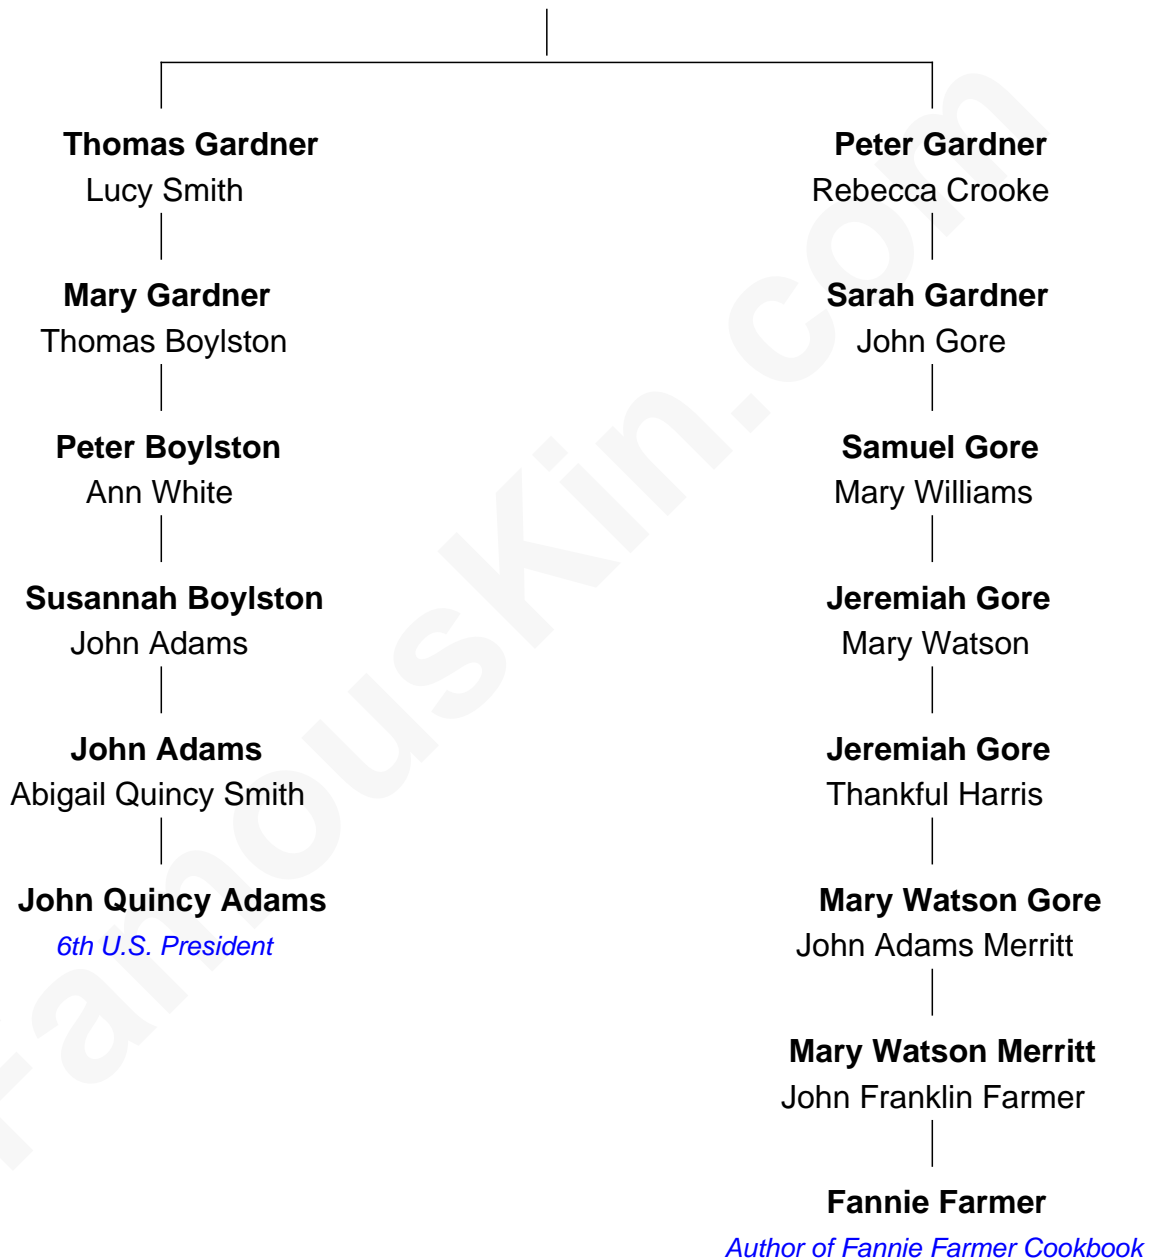 Thomas Gardner
Lucy Smith
Mary Gardner
Thomas Boylston
Peter Boylston
Ann White
Susannah Boylston
John Adams
John Adams
Abigail Quincy Smith
John Quincy Adams
6th U.S. President
Peter Gardner
Rebecca Crooke
Sarah Gardner
John Gore
Samuel Gore
Mary Williams
Jeremiah Gore
Mary Watson
Jeremiah Gore
Thankful Harris
Mary Watson Gore
John Adams Merritt
Mary Watson Merritt
John Franklin Farmer
Fannie Farmer
Author of Fannie Farmer Cookbook
FamousKin.com